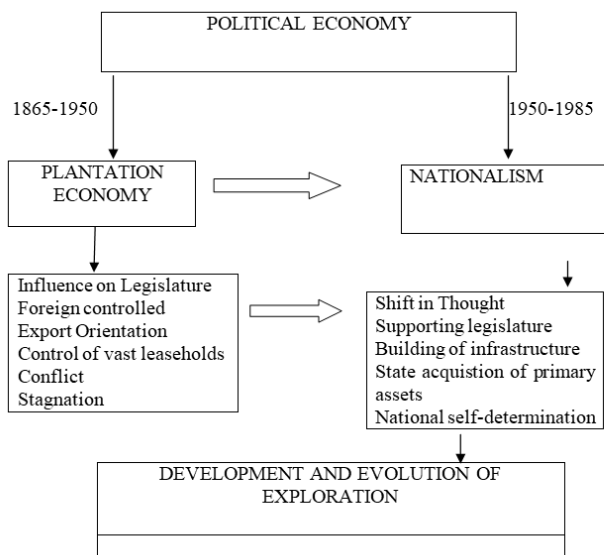 POLITICAL ECONOMY
1865-1950
1950-1985
PLANTATION
ECONOMY
NATIONALISM
Influence on Legislature
Foreign controlled
Export Orientation
Control of vast leaseholds
Conflict
Stagnation
Shift in Thought
Supporting legislature
Building of infrastructure
State acquistion of primary
assets
National self-determination
DEVELOPMENT AND EVOLUTION OF
EXPLORATION